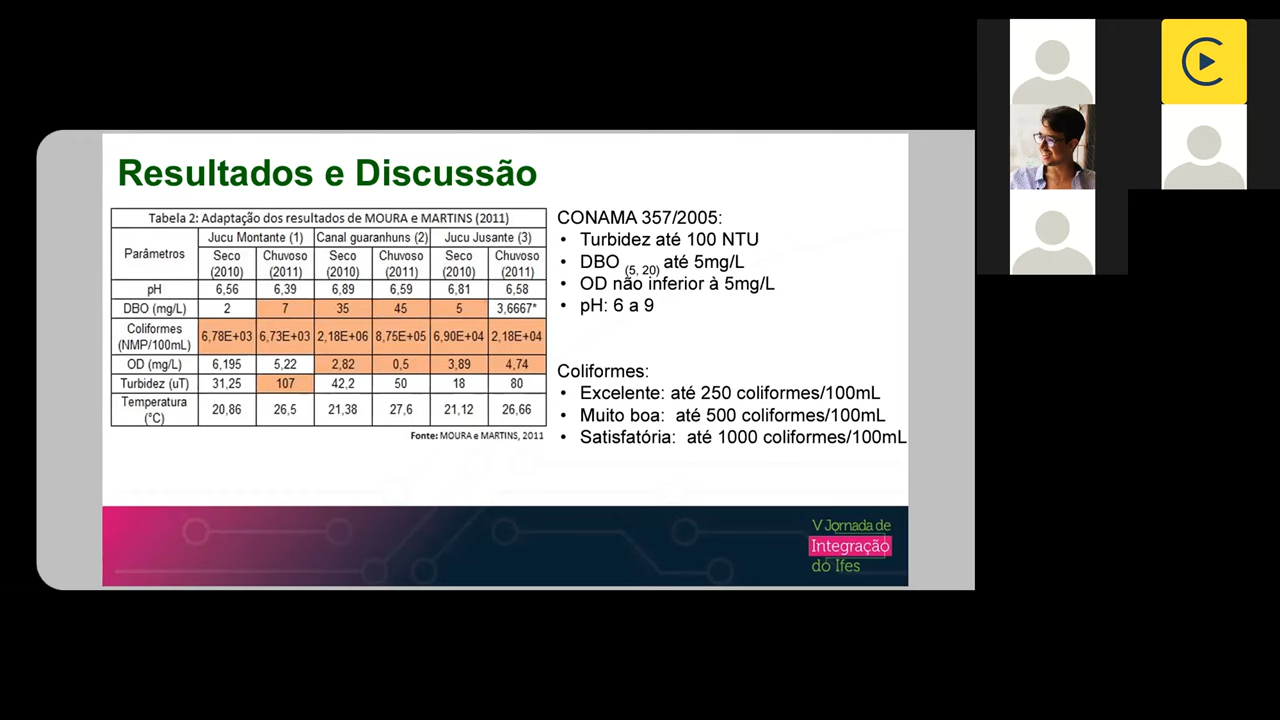 Resultados e Discussão
Tabela 2: Adaptação dos resultados de MOURA e MARTINS (2011)
Parâmetros Jucu Montante (1) Canal guaranhuns (2) Jucu Jusante (3)
Seco (2010) Chuvoso (2011) Seco (2010) Chuvoso (2011) Seco (2010) Chuvoso (2011)
pH 6,56 6,39 6,89 6,59 6,81 6,58
DBO (mg/L) 2 7 35 45 5 3,6667*
Coliformes (NMP/100mL) 6,78E+03 6,73E+03 2,18E+06 8,75E+05 6,90E+04 2,18E+04
OD (mg/L) 6,195 5,22 2,82 0,5 3,89 4,74
Turbidez (uT) 31,25 107 42,2 50 18 80
Temperatura (°C) 20,86 26,5 21,38 27,6 21,12 26,66
Fonte: MOURA e MARTINS, 2011
CONAMA 357/2005:
• Turbidez até 100 NTU
• DBO (5, 20) até 5mg/L
• OD não inferior à 5mg/L
• pH: 6 a 9
Coliformes:
• Excelente: até 250 coliformes/100mL
• Muito boa: até 500 coliformes/100mL
• Satisfatória: até 1000 coliformes/100mL
V Jornada de
Integração
do Ifes